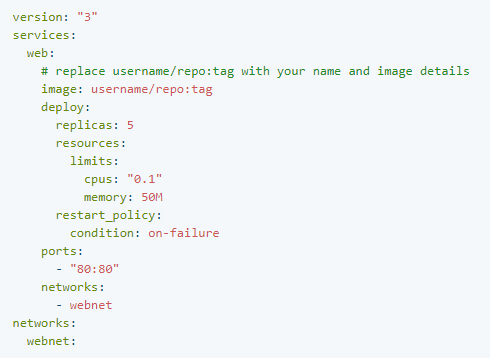 version: "3"
services:
  web:
    # replace username/repo:tag with your name and image details
    image: username/repo:tag
    deploy:
      replicas: 5
      resources:
        limits:
          cpus: "0.1"
          memory: 50M
      restart_policy:
        condition: on-failure
    ports:
      - "80:80"
    networks:
      - webnet
networks:
  webnet: